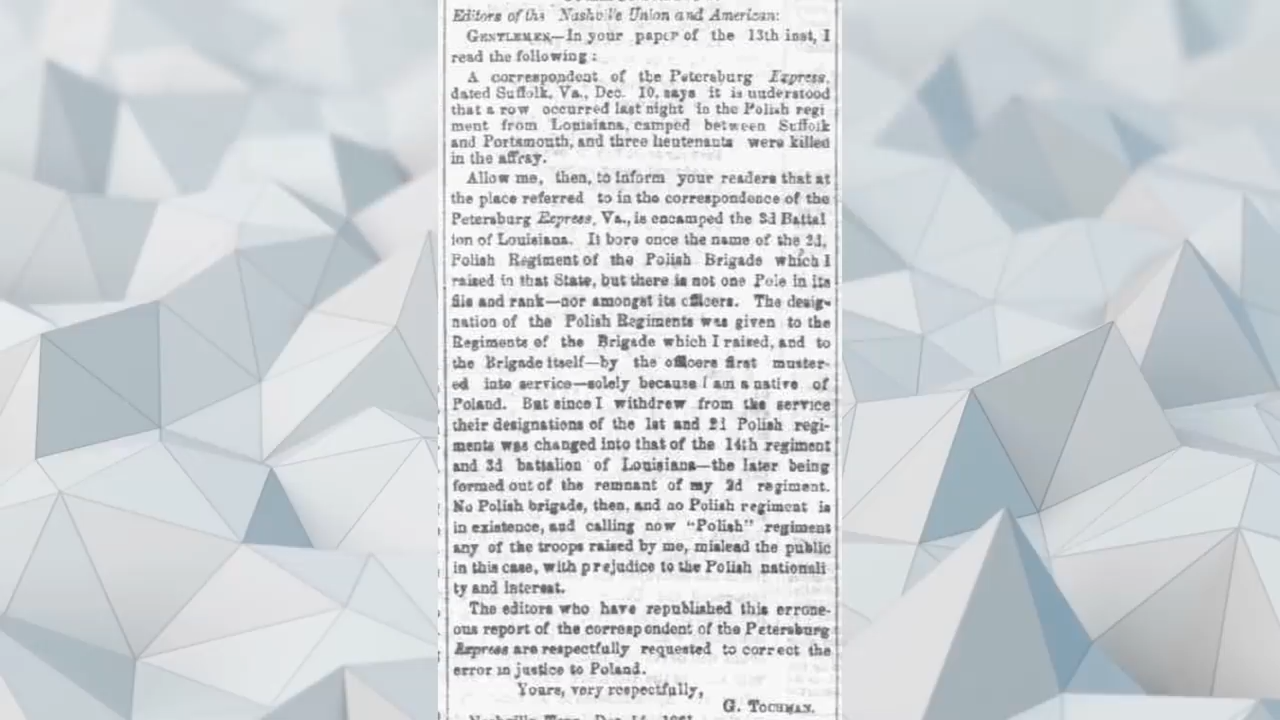 Editors of the Nashville Union and American:
GENTLEMEN—In your paper of the 13th inst, I
read the following:
A correspondent of the Petersburg Express,
dated Suffolk, Va., Dec. 10, says it is understood
that a row occurred last night in the Polish regi
ment from Louisiana, camped between Suffolk
and Portsmouth, and three lieutenants were killed
in the affray.
Allow me, then, to inform your readers that at
the place referred to in the correspondence of the
Petersburg Express, Va., is encamped the 3d Battal
ion of Louisiana. It bore once the name of the 2d,
Polish Regiment of the Polish Brigade which I
raised in that State, but there is not one Pole in its
file and rank—nor amongst its officers. The desig-
nation of the Polish Regiments was given to the
Regiments of the Brigade which I raised, and to
the Brigade itself—by the officers first muster-
ed into service—solely because I am a native of
Poland. But since I withdrew from the service
their designations of the 1st and 2d Polish regi-
ments was changed into that of the 14th regiment
and 3d battalion of Louisiana—the later being
formed out of the remnant of my 2d regiment.
No Polish brigade, then, and no Polish regiment is
in existence, and calling now "Polish" regiment
any of the troops raised by me, mislead the public
in this case, with prejudice to the Polish nationali
ty and interest.
The editors who have republished this errone-
ous report of the correspondent of the Petersburg
Express are respectfully requested to correct the
error in justice to Poland.
Yours, very respectfully,
G. TOCHMAN.